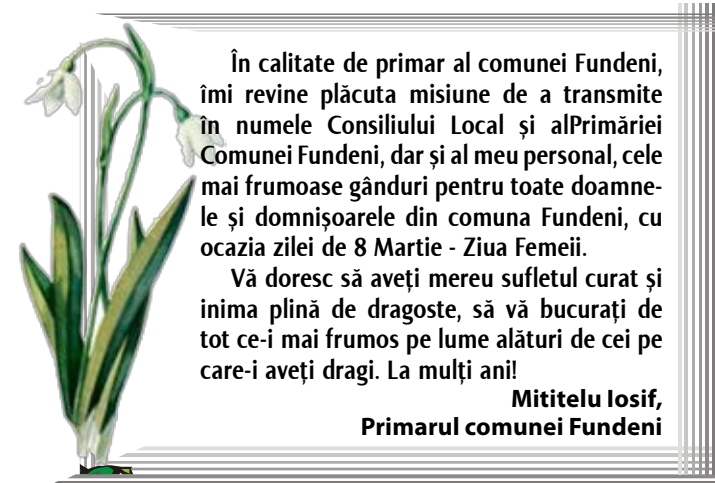 În calitate de primar al comunei Fundeni,
îmi revine plăcuta misiune de a transmite
în numele Consiliului Local și alPrimăriei
Comunei Fundeni, dar și al meu personal, cele
mai frumoase gânduri pentru toate doamne-
le și domnișoarele din comuna Fundeni, cu
ocazia zilei de 8 Martie - Ziua Femeii.
Vă doresc să aveți mereu sufletul curat și
inima plină de dragoste, să vă bucurați de
tot ce-i mai frumos pe lume alături de cei pe
care-i aveți dragi. La mulți ani!
Mititelu Iosif,
Primarul comunei Fundeni